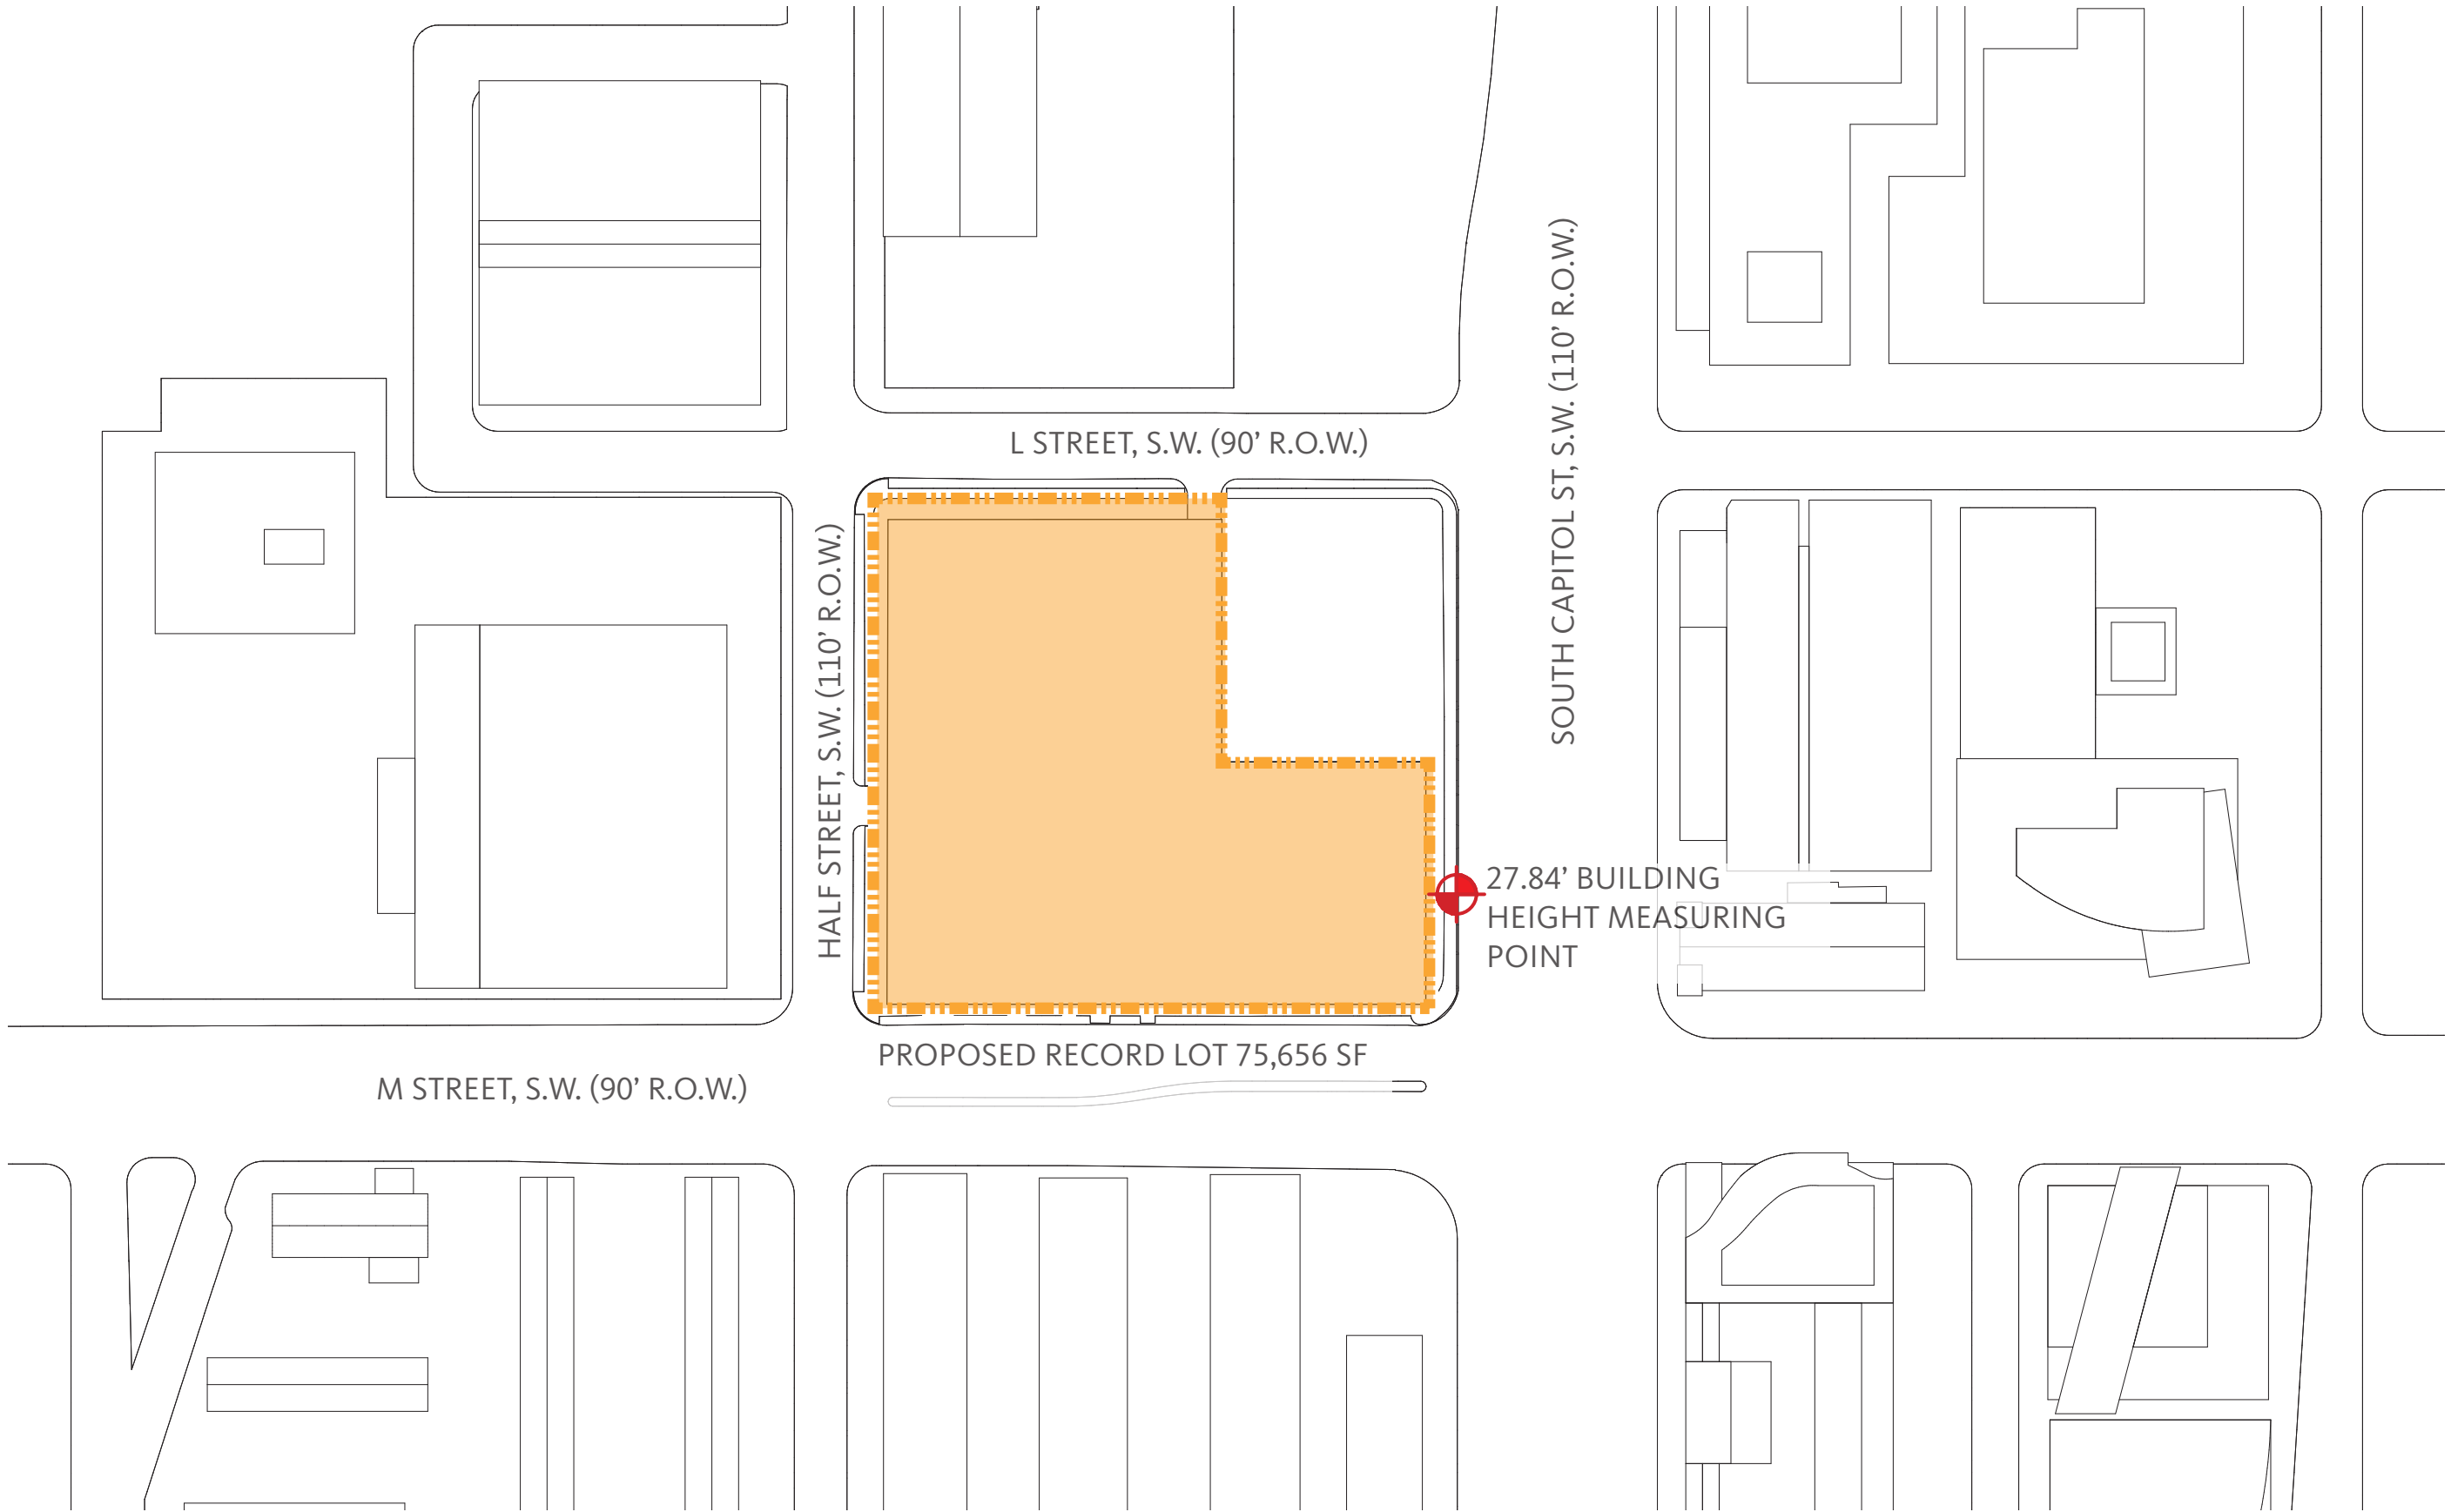 L STREET, S.W. (90’ R.O.W.)
SOUTH CAPITOL ST, S.W. (110’ R.O.W.)
HALF STREET, S.W. (110’ R.O.W.)
27.84’ BUILDING
HEIGHT MEASURING
POINT
PROPOSED RECORD LOT 75,656 SF
M STREET, S.W. (90’ R.O.W.)